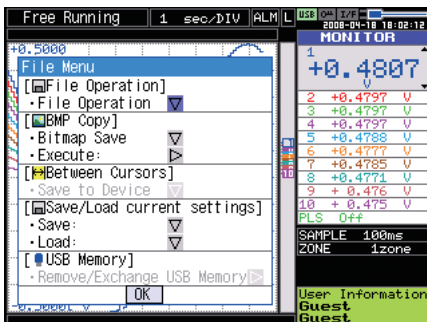 Free Running 1 sec/DIV ALM L USB OFF I/F
2008-04-18 18:02:12
MONITOR
+0.5000
1
+0.4807
V
File Menu
[File Operation]
・File Operation
[BMP Copy]
・Bitmap Save
・Execute:
[Between Cursors]
・Save to Device
[Save/Load current settings]
・Save:
・Load:
[USB Memory]
・Remove/Exchange USB Memory
OK
2 +0.4797 V
3 +0.4797 V
4 +0.4797 V
5 +0.4788 V
6 +0.4777 V
7 +0.4785 V
8 +0.4771 V
9 + 0.476 V
10 + 0.475 V
PLS Off
SAMPLE 100ms
ZONE 1zone
User Information
Guest
Guest
10